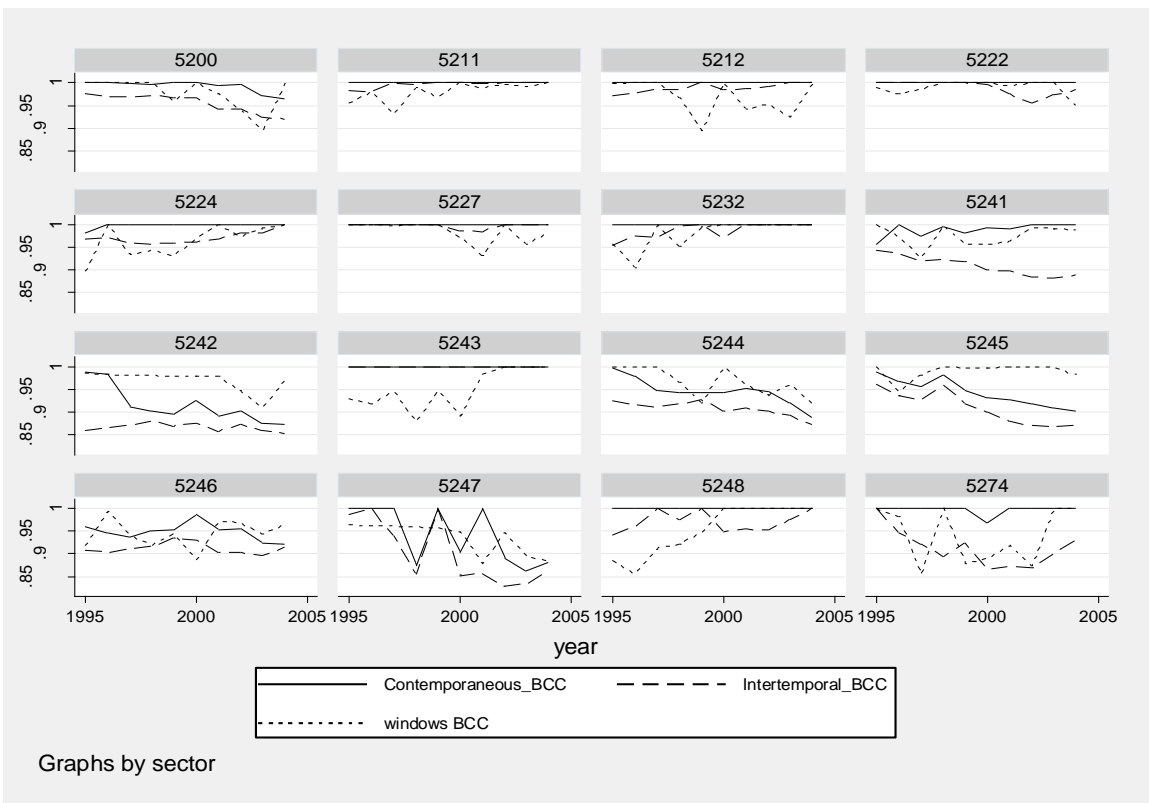 5200 5211 5212 5222
1 .95 .9 .85
5224 5227 5232 5241
1 .95 .9 .85
5242 5243 5244 5245
1 .95 .9 .85
5246 5247 5248 5274
1 .95 .9 .85
1995 2000 2005 1995 2000 2005 1995 2000 2005 1995 2000 2005
year
Contemporaneous_BCC Intertemporal_BCC
windows BCC
Graphs by sector